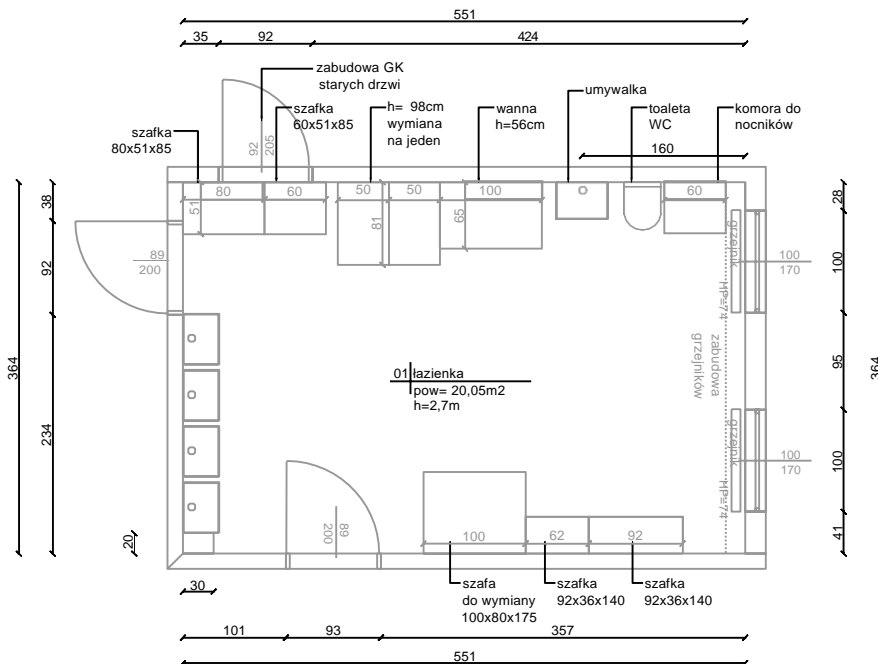 551
35
92
424
zabudowa GK
starych drzwi
szafka
60x51x85
h= 98cm
wymiana
na jeden
wanna
h=56cm
umywalka
toaleta
WC
komora do
nocników
szafka
80x51x85
92
205
160
364
38
92
234
80
60
50
50
100
60
51
81
65
28
100
95
100
41
364
89
200
grzejnik
HP=74
100
170
zabudowa
grzejników
01 łazienka
pow= 20,05m2
h=2,7m
grzejnik
HP=74
100
170
20
89
200
100
62
92
30
szafa
do wymiany
100x80x175
szafka
92x36x140
szafka
92x36x140
101
93
357
551